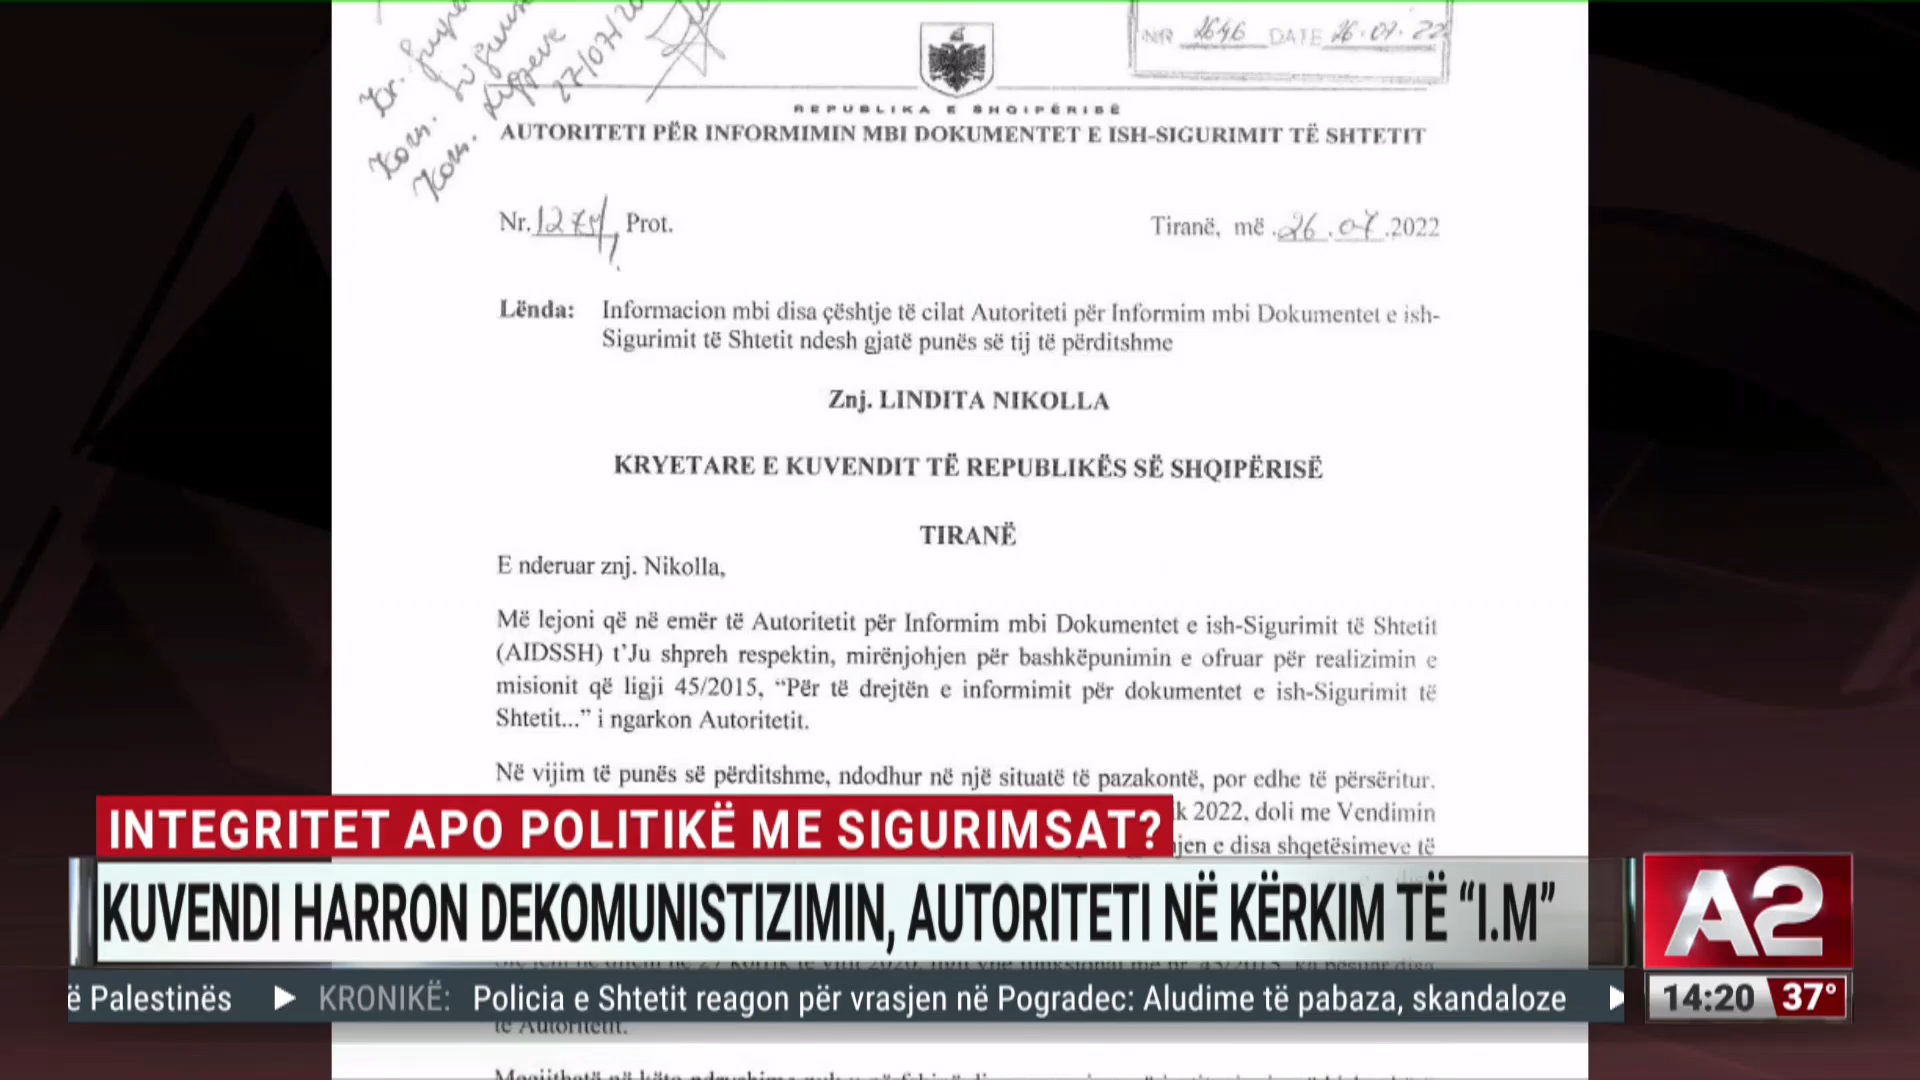 NR 2646 DATE 26.07.22
27/07/20
REPUBLIKA E SHQIPËRISË
AUTORITETI PËR INFORMIMIN MBI DOKUMENTET E ISH-SIGURIMIT TË SHTETIT
Nr. Prot.
Tiranë, më .26.07.2022
Lënda: Informacion mbi disa çështje të cilat Autoriteti për Informim mbi Dokumentet e ish-
Sigurimit të Shtetit ndesh gjatë punës së tij të përditshme
Znj. LINDITA NIKOLLA
KRYETARE E KUVENDIT TË REPUBLIKËS SË SHQIPËRISË
TIRANË
E nderuar znj. Nikolla,
Më lejoni që në emër të Autoritetit për Informim mbi Dokumentet e ish-Sigurimit të Shtetit
(AIDSSH) t’Ju shpreh respektin, mirënjohjen për bashkëpunimin e ofruar për realizimin e
misionit që ligji 45/2015, “Për të drejtën e informimit për dokumentet e ish-Sigurimit të
Shtetit...” i ngarkon Autoritetit.
Në vijim të punës së përditshme, ndodhur në një situatë të pazakontë, por edhe të përsëritur.
2022, doli me Vendimin
e disa shqetësimeve të
INTEGRITET APO POLITIKË ME SIGURIMSAT?
KUVENDI HARRON DEKOMUNISTIZIMIN, AUTORITETI NË KËRKIM TË “I.M”
A2
ë Palestinës ▶ KRONIKË: Policia e Shtetit reagon për vrasjen në Pogradec: Aludime të pabaza, skandaloze
14:20 37°
të Autoritetit.